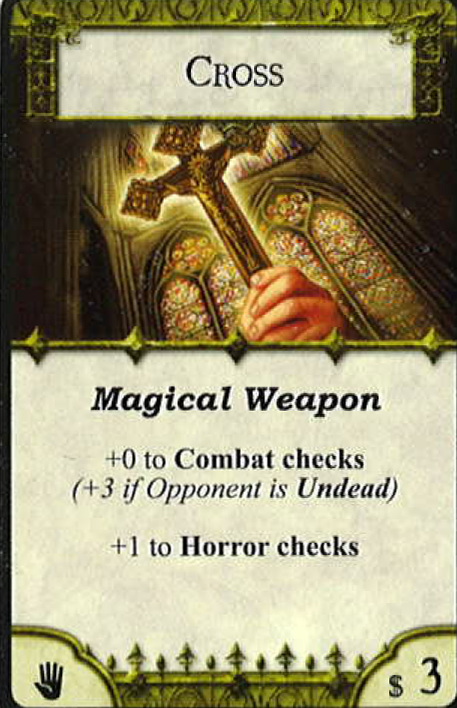 Cross
Magical Weapon
+0 to Combat checks
(+3 if Opponent is Undead)
+1 to Horror checks
$ 3